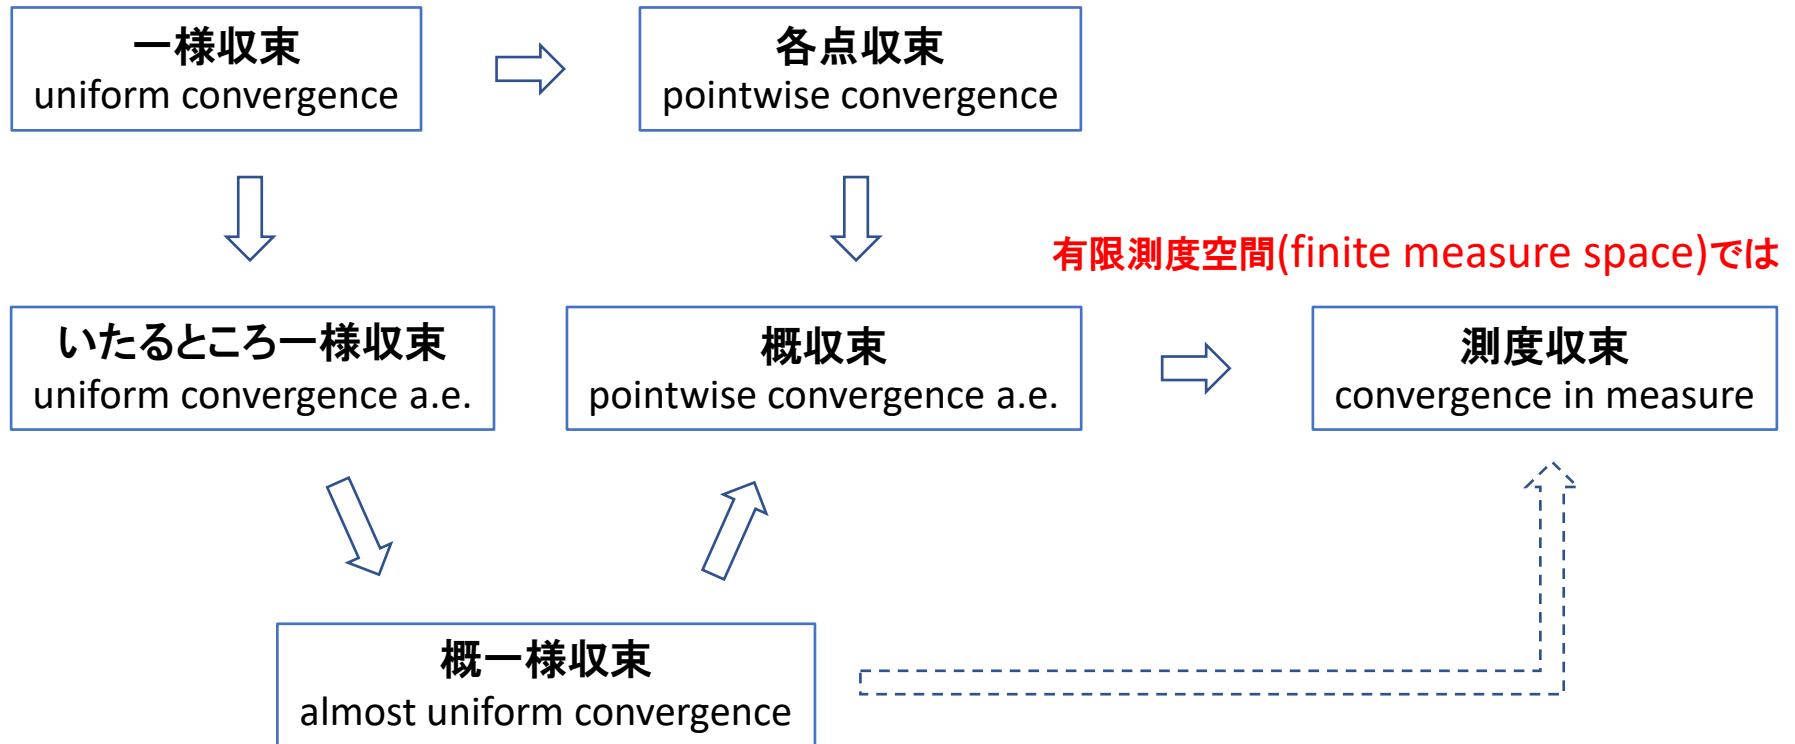 一様収束
uniform convergence
各点収束
pointwise convergence
有限測度空間(finite measure space)では
いたるところ一様収束
uniform convergence a.e.
概収束
pointwise convergence a.e.
測度収束
convergence in measure
概一様収束
almost uniform convergence